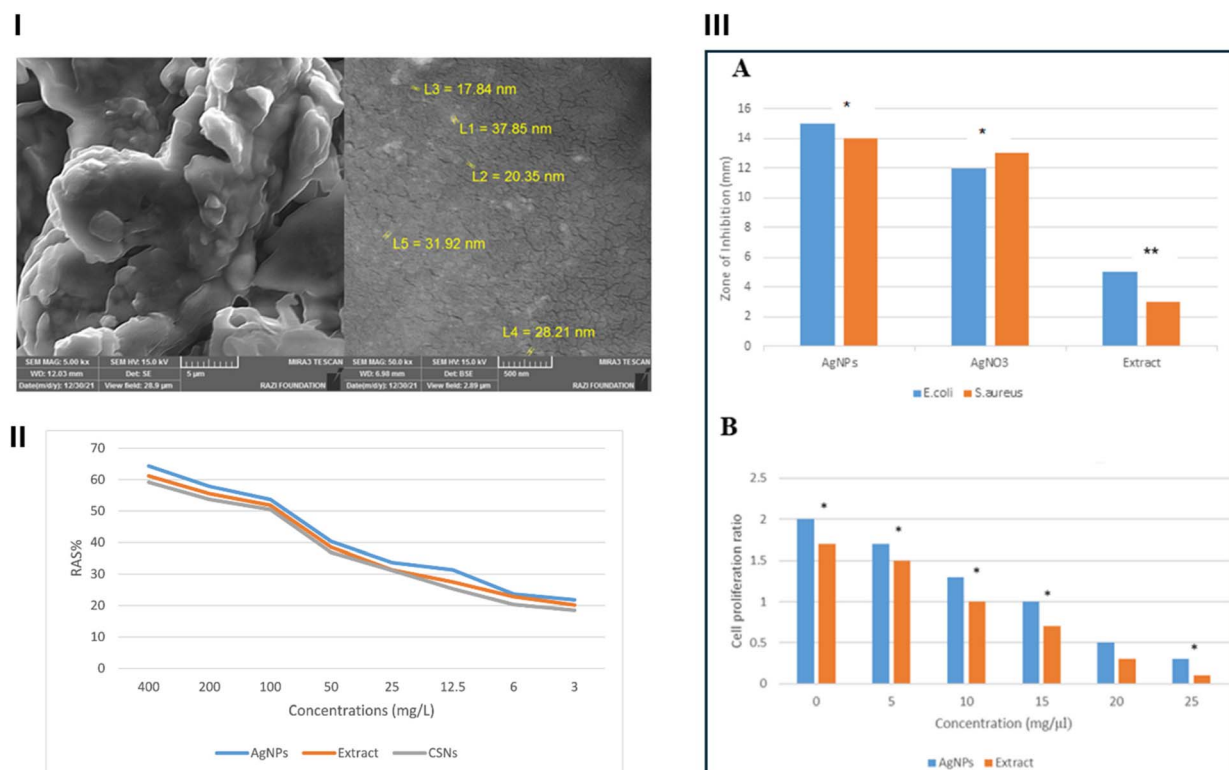 I
L3 = 17.84 nm
L1 = 37.85 nm
L2 = 20.35 nm
L5 = 31.92 nm
L4 = 28.21 nm
SEM MAG: 5.00 kx
SEM HV: 15.0 kV
MIRA3 TESCAN
WD: 12.03 mm
Det: SE
5 µm
Date(m/d/y): 12/30/21
View field: 28.9 µm
RAZI FOUNDATION
SEM MAG: 50.0 kx
SEM HV: 15.0 kV
MIRA3 TESCAN
WD: 6.98 mm
Det: BSE
500 nm
Date(m/d/y): 12/30/21
View field: 2.89 µm
RAZI FOUNDATION
II
70
60
50
40
30
20
10
0
RAS%
400 200 100 50 25 12.5 6 3
Concentrations (mg/L)
AgNPs Extract CSNs
III
A
16
14
12
10
8
6
4
2
0
Zone of Inhibition (mm)
* * **
AgNPs AgNO3 Extract
E.coli S.aureus
B
2.5
2
1.5
1
0.5
0
Cell proliferation ratio
* * * * *
0 5 10 15 20 25
Concentration (mg/µl)
AgNPs Extract